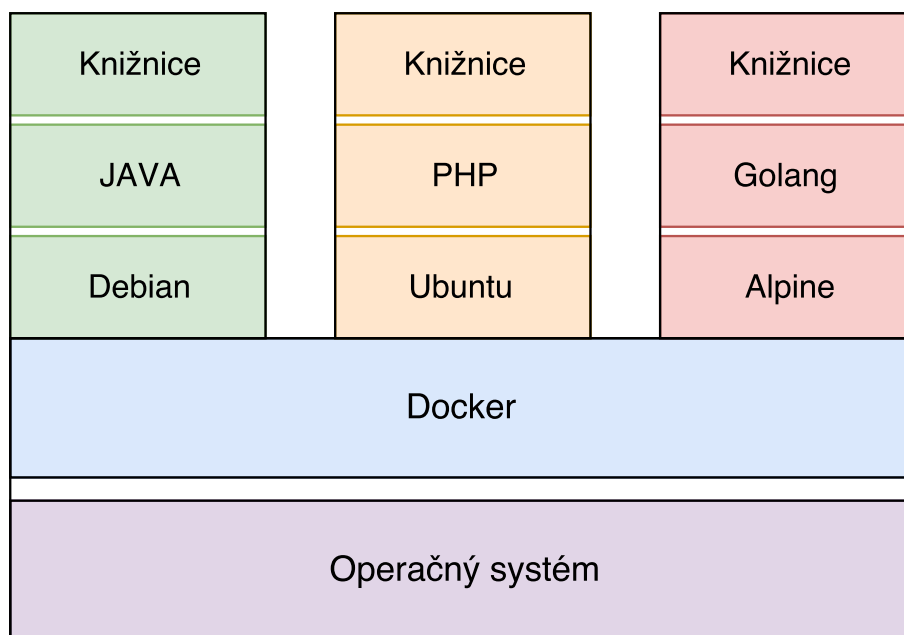 Knižnice
Knižnice
Knižnice
JAVA
PHP
Golang
Debian
Ubuntu
Alpine
Docker
Operačný systém